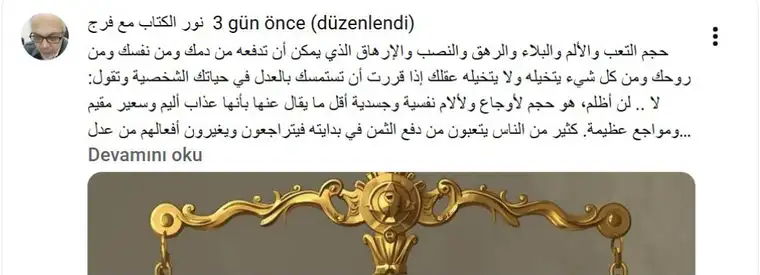 نور الكتاب مع فرج 3 gün önce (düzenlendi)
حجم التعب والألم والبلاء والرهق والنصب والإرهاق الذي يمكن أن تدفعه من دمك ومن نفسك ومن
روحك ومن كل شيء يتخيله ولا يتخيله عقلك إذا قررت أن تستمسك بالعدل في حياتك الشخصية وتقول:
لا .. لن أظلم، هو حجم لأوجاع ولألام نفسية وجسدية أقل ما يقال عنها بأنها عذاب أليم وسعير مقيم
ومواجع عظيمة. كثير من الناس يتعبون من دفع الثمن في بدايته فيتراجعون ويغيرون أفعالهم من عدل...
Devamını oku